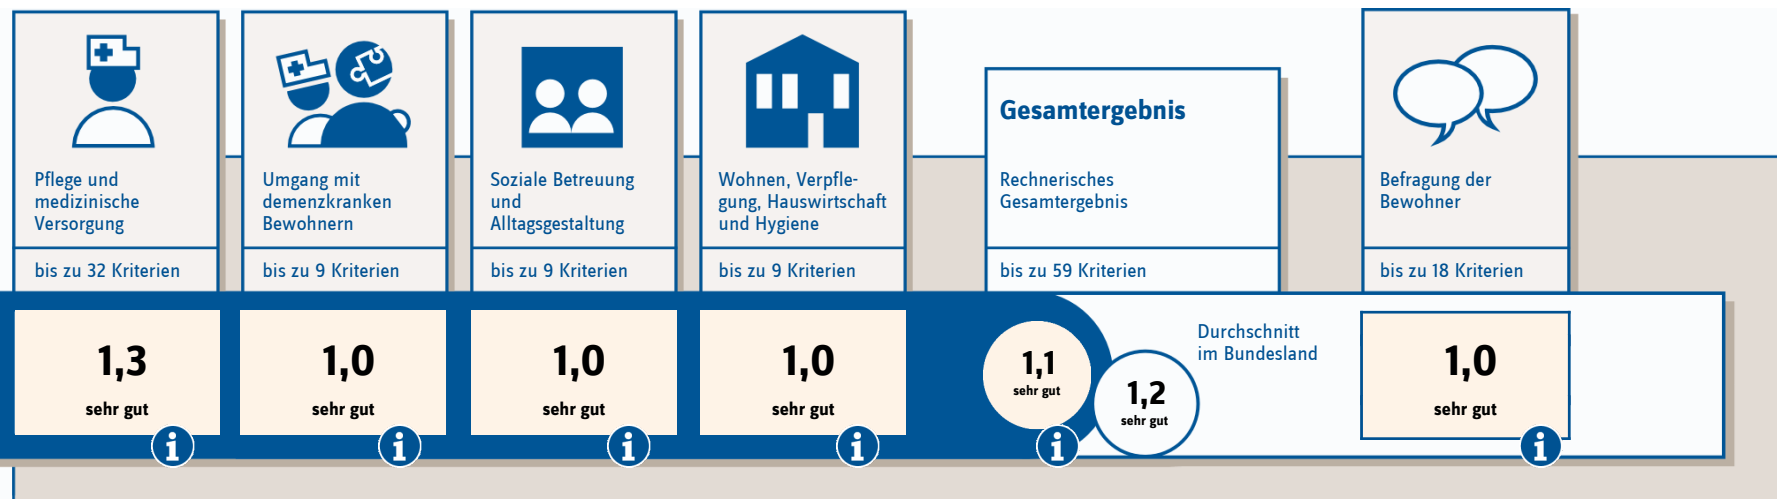 Pflege und
medizinische
Versorgung
bis zu 32 Kriterien
1,3
sehr gut
Umgang mit
demenzkranken
Bewohnern
bis zu 9 Kriterien
1,0
sehr gut
Soziale Betreuung
und
Alltagsgestaltung
bis zu 9 Kriterien
1,0
sehr gut
Wohnen, Verpfle-
gung, Hauswirtschaft
und Hygiene
bis zu 9 Kriterien
1,0
sehr gut
Gesamtergebnis
Rechnerisches
Gesamtergebnis
bis zu 59 Kriterien
1,1
sehr gut
1,2
sehr gut
Durchschnitt
im Bundesland
Befragung der
Bewohner
bis zu 18 Kriterien
1,0
sehr gut